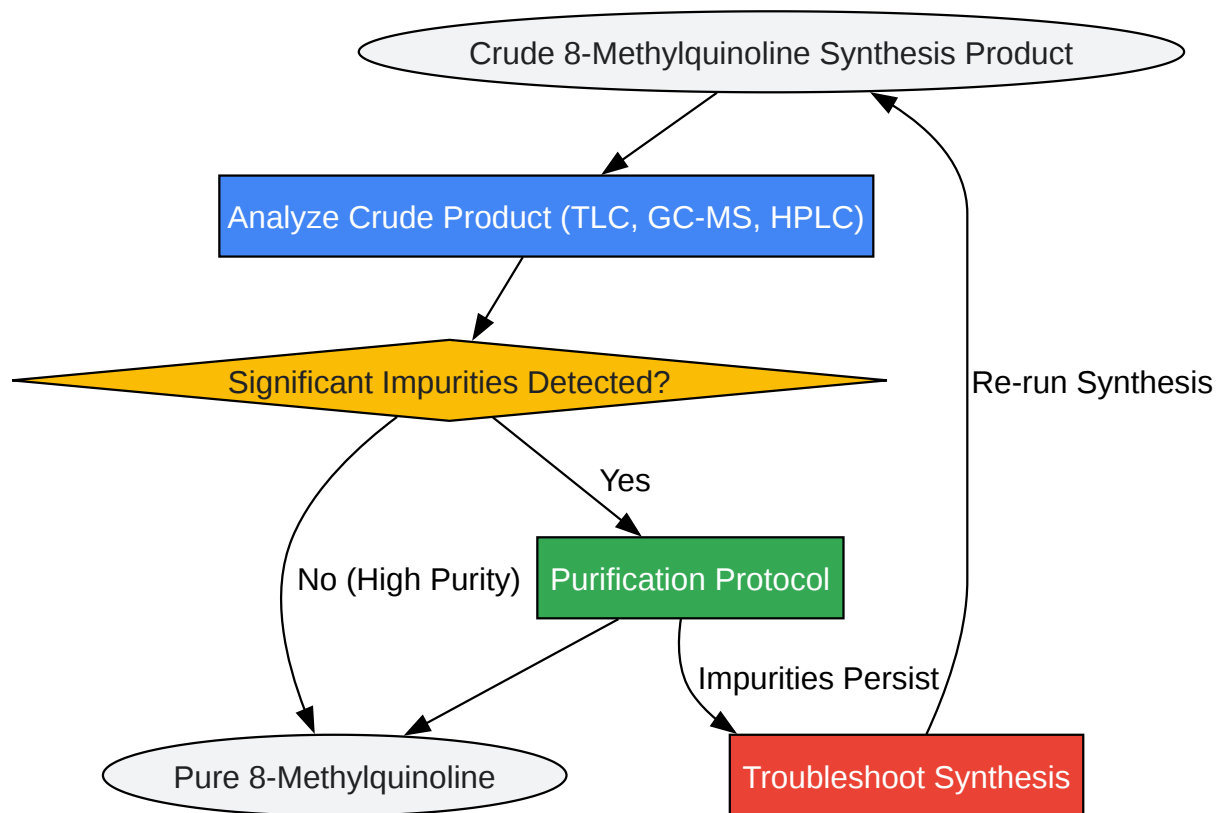 Crude 8-Methylquinoline Synthesis Product
Analyze Crude Product (TLC, GC-MS, HPLC)
Significant Impurities Detected?
Re-run Synthesis
Yes
No (High Purity)
Purification Protocol
Impurities Persist
Pure 8-Methylquinoline
Troubleshoot Synthesis